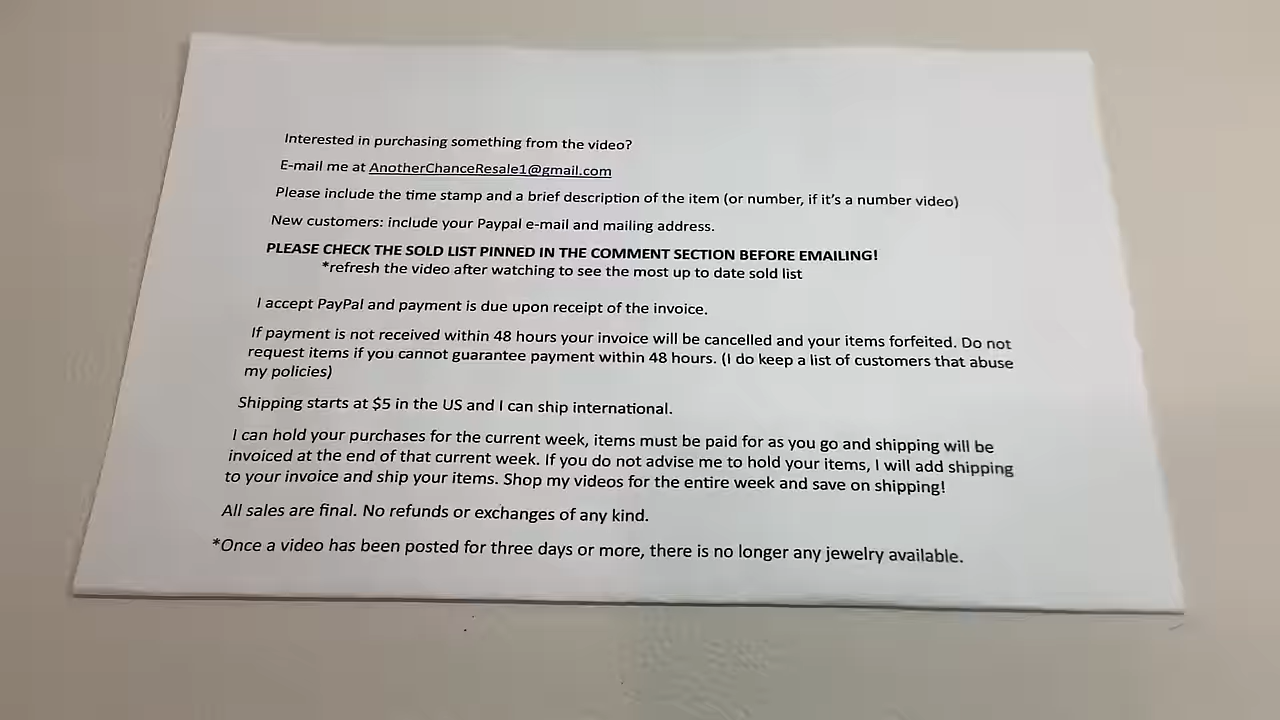 Interested in purchasing something from the video?
E-mail me at AnotherChanceResale1@gmail.com
Please include the time stamp and a brief description of the item (or number, if it's a number video)
New customers: include your Paypal e-mail and mailing address.
PLEASE CHECK THE SOLD LIST PINNED IN THE COMMENT SECTION BEFORE EMAILING!
*refresh the video after watching to see the most up to date sold list
I accept PayPal and payment is due upon receipt of the invoice.
If payment is not received within 48 hours your invoice will be cancelled and your items forfeited. Do not
request items if you cannot guarantee payment within 48 hours. (I do keep a list of customers that abuse
my policies)
Shipping starts at $5 in the US and I can ship international.
I can hold your purchases for the current week, items must be paid for as you go and shipping will be
invoiced at the end of that current week. If you do not advise me to hold your items, I will add shipping
to your invoice and ship your items. Shop my videos for the entire week and save on shipping!
All sales are final. No refunds or exchanges of any kind.
*Once a video has been posted for three days or more, there is no longer any jewelry available.